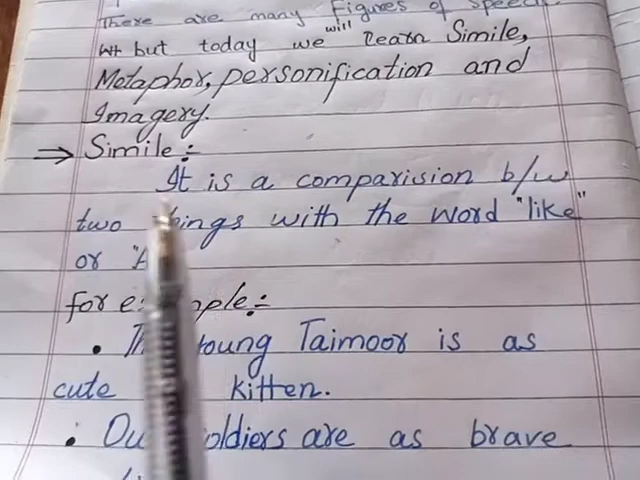 There are many Figures of Speech
but today we will learn Simile,
Metaphor, personification and
Imagery.
→ Simile:-
It is a comparision b/w
two things with the word "like"
or
for example:-
• Young Taimoor is as
cute kitten.
• Our soldiers are as brave